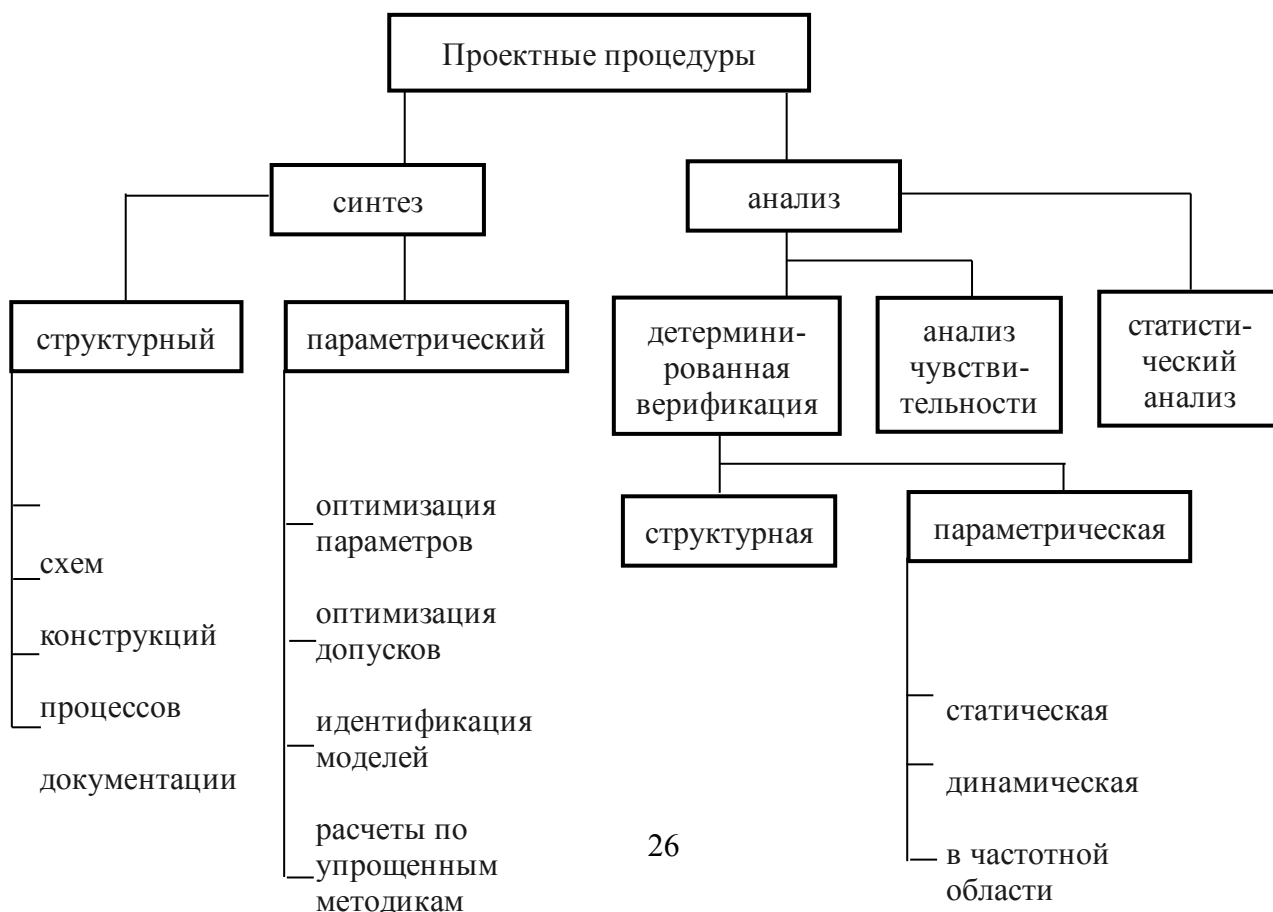 Проектные процедуры
синтез
анализ
структурный
параметрический
детермини-
рованная
верификация
анализ
чувстви-
тельности
статисти-
ческий
анализ
схем
конструкций
процессов
документации
оптимизация
параметров
оптимизация
допусков
идентификация
моделей
расчеты по
упрощенным
методикам
структурная
параметрическая
статическая
динамическая
в частотной
области
26